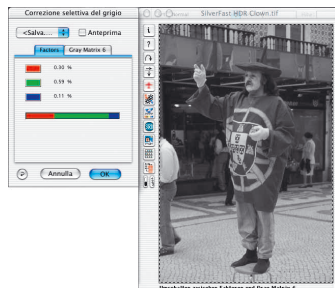 Correzione selettiva del grigio
<Salva....
Anteprima
Factors
Gray Matrix 6
0.30 %
0.59 %
0.11 %
Annulla
OK
SilverFast HDR Clown.tif
i
?